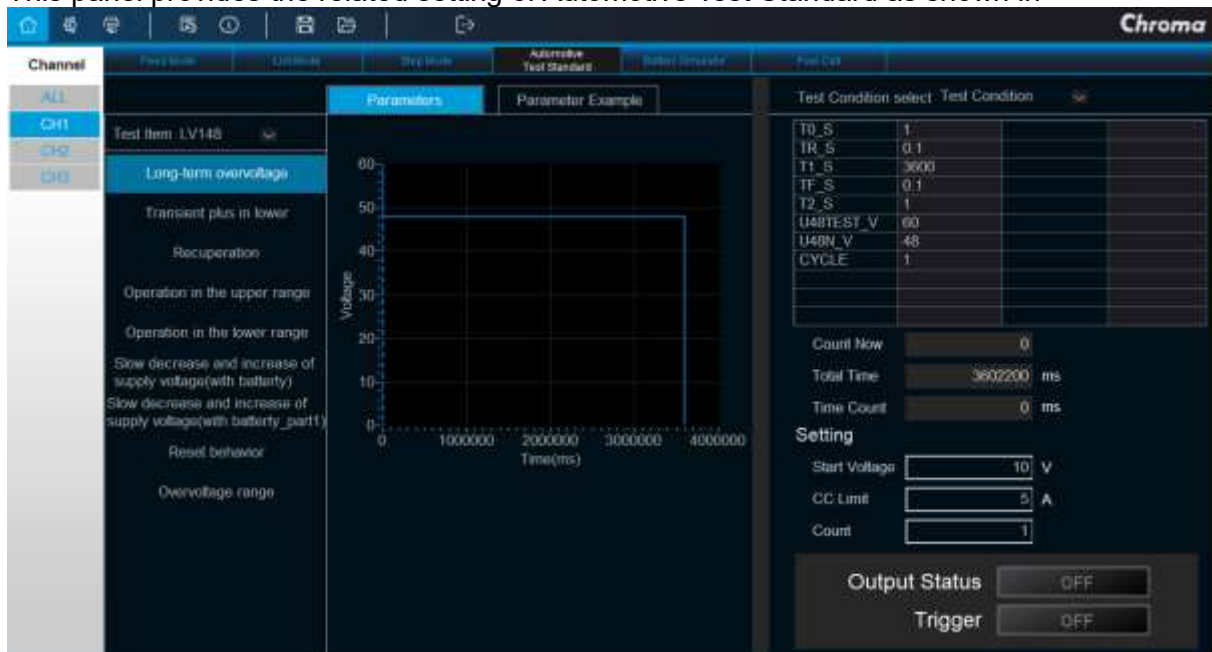 This panel provides the related setting of Automotive Test Standard as shown in
Chroma
Channel
Automotive
Test Standard
Fuel Cell
ALL
CH1
CH2
CH3
Test Item LV148
Long-term overvoltage
Transient plus in lower
Recuperation
Operation in the upper range
Operation in the lower range
Slow decrease and increase of
supply voltage(with batterty)
Slow decrease and increase of
supply voltage(with batterty_part1)
Reset behavior
Overvoltage range
Parameters
Parameter Example
Voltage
60
50
40
30
20
10
0
0 1000000 2000000 3000000 4000000
Time(ms)
Test Condition select Test Condition
T0_S 1
TR_S 0.1
T1_S 3600
TF_S 0.1
T2_S 1
U48TEST_V 60
U48N_V 48
CYCLE 1
Count Now 0
Total Time 3602200 ms
Time Count 0 ms
Setting
Start Voltage 10 V
CC Limit 5 A
Count 1
Output Status OFF
Trigger OFF